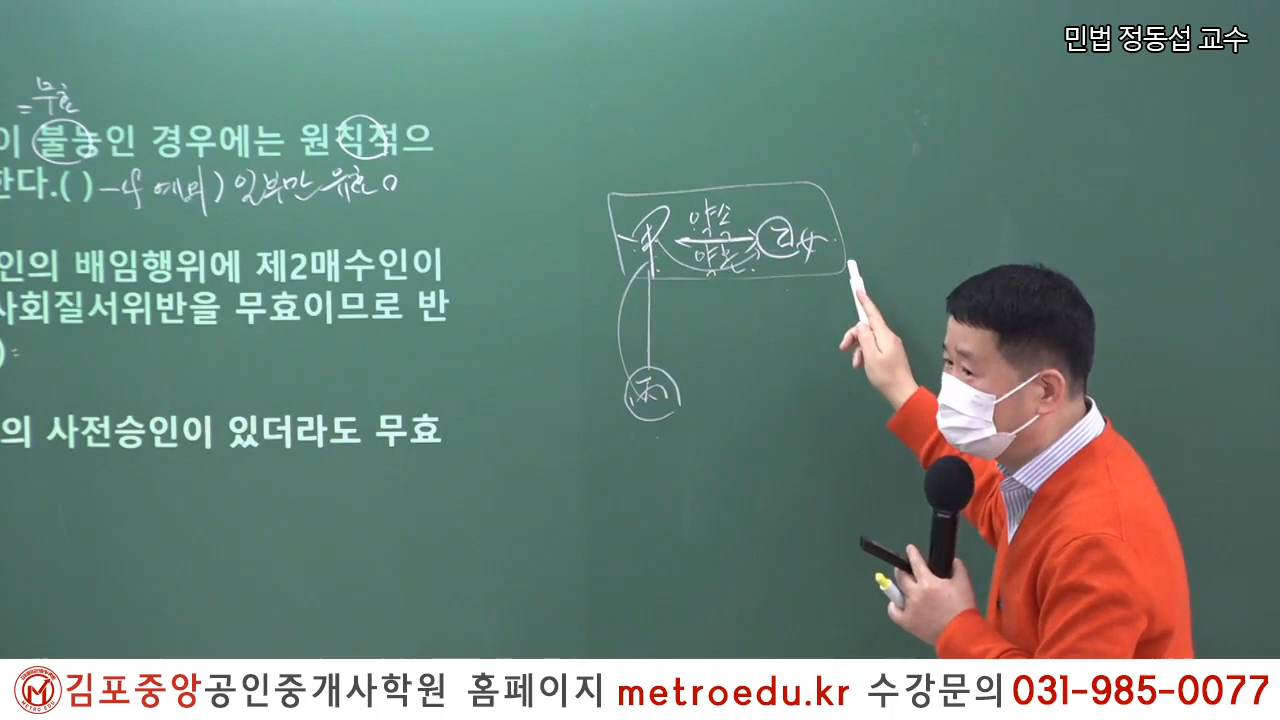 민법 정동섭 교수
=무효
이 불능인 경우에는 원칙적으
한다.( ) 예외) 일부만 유효
인의 배임행위에 제2매수인이
사회질서위반을 무효이므로 반
)
의 사전승인이 있더라도 무효
약소
丙
METRO EDU
김포중앙공인중개사학원 홈페이지 metroedu.kr 수강문의 031-985-0077